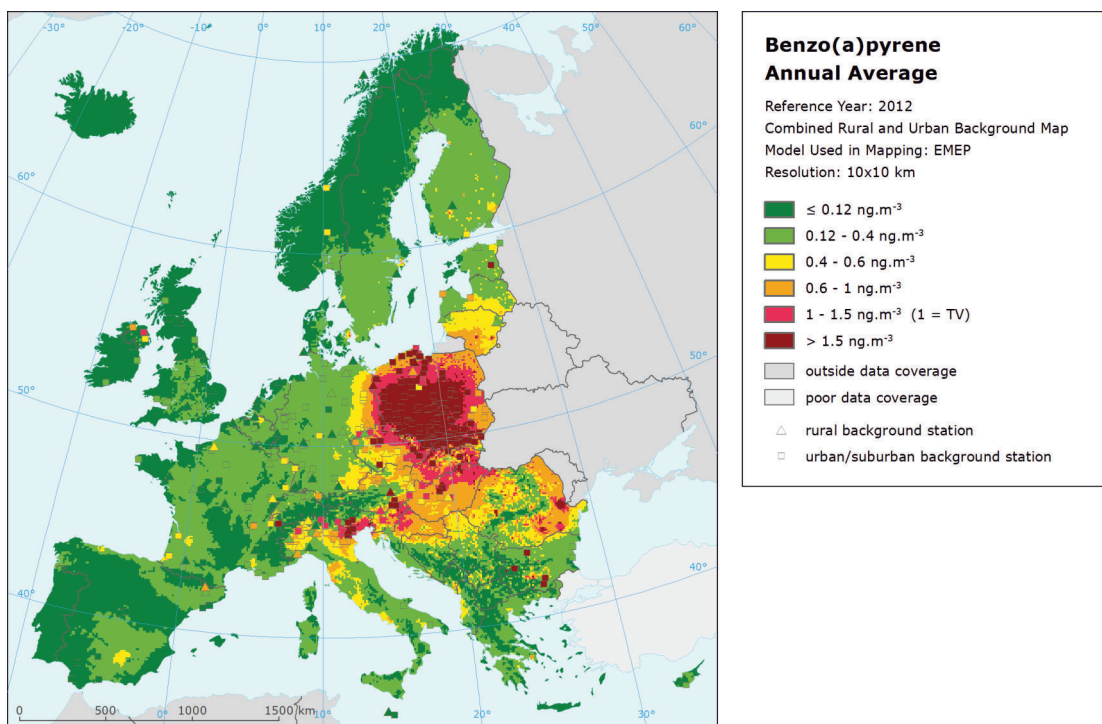 -30° -20° -10° 0° 10° 20° 30° 40° 50° 60°
60°
60°
50°
50°
40°
40°
0 500 1000 1500 km
0° 10° 20° 30°
Benzo(a)pyrene
Annual Average
Reference Year: 2012
Combined Rural and Urban Background Map
Model Used in Mapping: EMEP
Resolution: 10x10 km
≤ 0.12 ng.m-3
0.12 - 0.4 ng.m-3
0.4 - 0.6 ng.m-3
0.6 - 1 ng.m-3
1 - 1.5 ng.m-3 (1 = TV)
> 1.5 ng.m-3
outside data coverage
poor data coverage
rural background station
urban/suburban background station